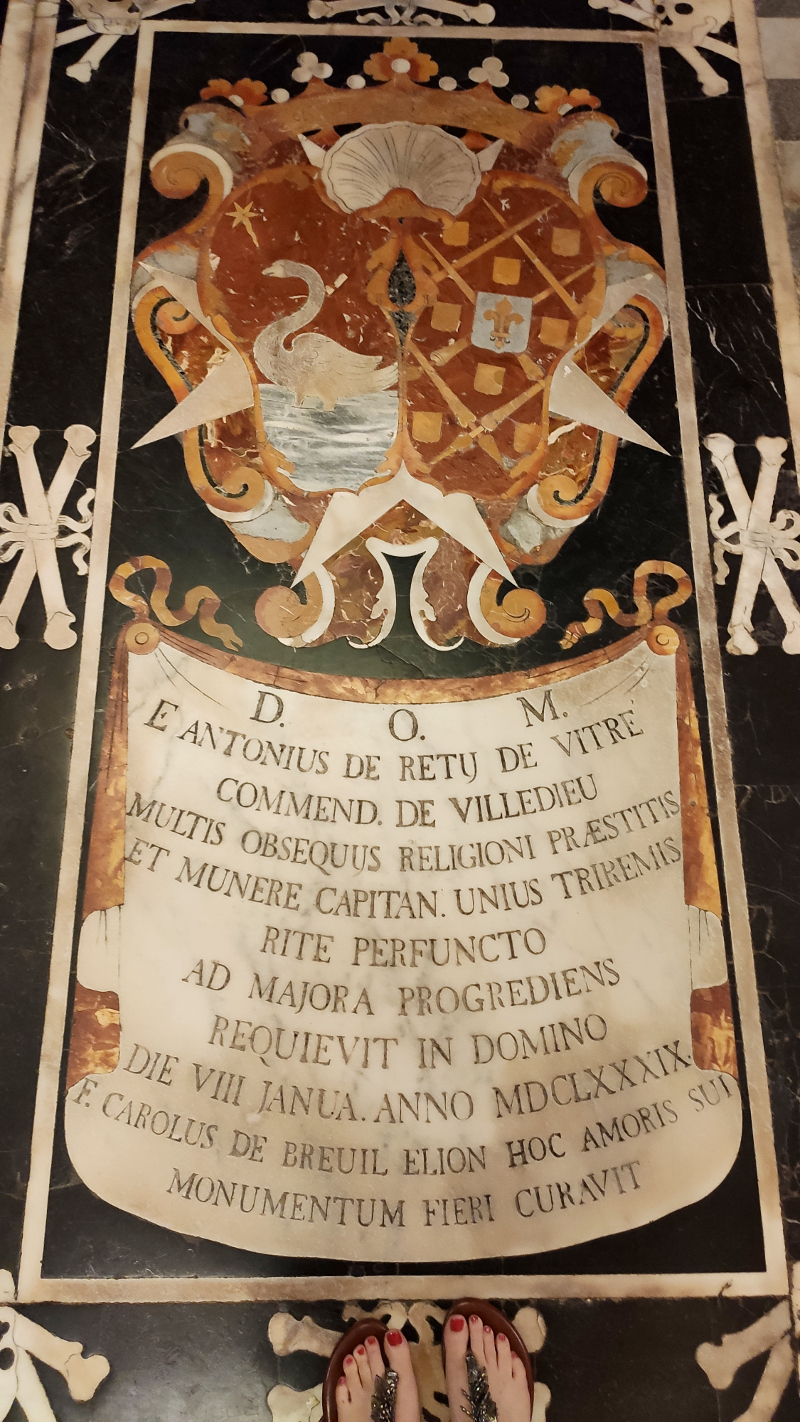 D. O. M.
F ANTONIUS DE RETIJ DE VITRE
COMMEND. DE VILLEDIEU
MULTIS OBSEQUIJS RELIGIONI PRÆSTITIS
ET MUNERE CAPITAN. UNIUS TRIREMIS
RITE PERFUNCTO
AD MAJORA PROGREDIENS
REQUIEVIT IN DOMINO
DIE VIII JANUA. ANNO MDCLXXXIX.
F. CAROLUS DE BREUIL ELION HOC AMORIS SUI
MONUMENTUM FIERI CURAVIT